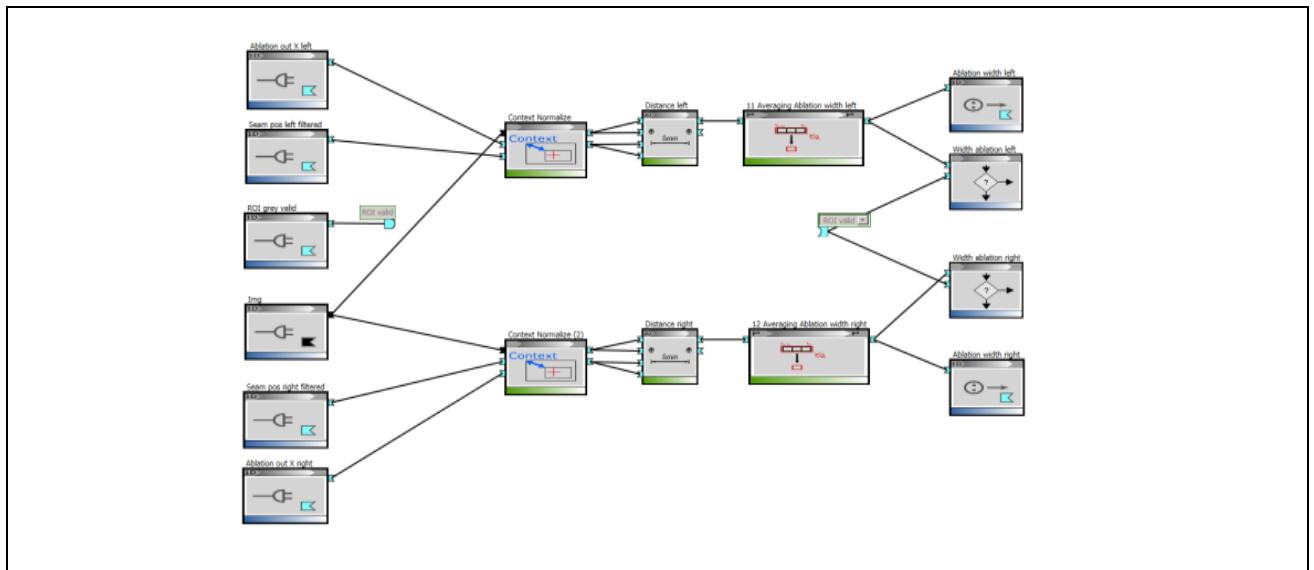 Ablation out X left
Seam pos left filtered
ROI grey valid
ROI valid
Img
Seam pos right filtered
Ablation out X right
Context Normalize
Context
Context Normalize (2)
Context
Distance left
6mm
Distance right
6mm
11 Averaging Ablation width left
12 Averaging Ablation width right
ROI valid
Ablation width left
Width ablation left
?
Width ablation right
?
Ablation width right